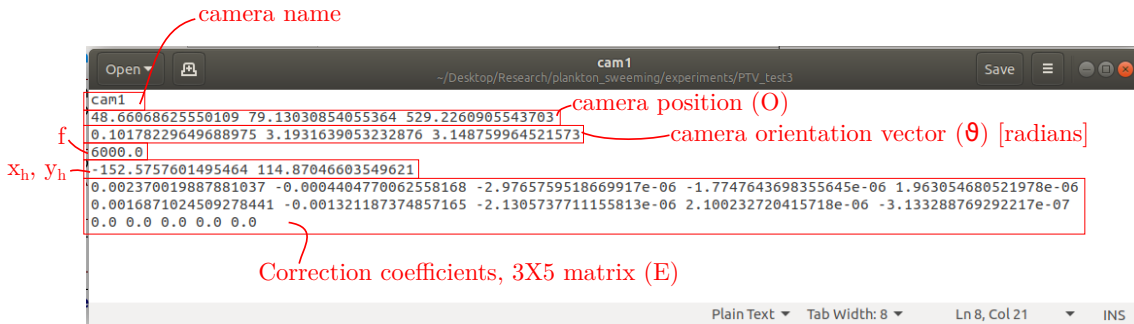 camera name
Open
cam1
~/Desktop/Research/plankton_sweeming/experiments/PTV_test3
Save
cam1
48.66068625550109 79.13030854055364 529.2260905543703
camera position (O)
0.10178229649688975 3.1931639053232876 3.148759964521573
camera orientation vector (ϑ) [radians]
f
6000.0
xh, yh
-152.5757601495464 114.87046603549621
0.002370019887881037 -0.0004404770062558168 -2.9765759518669917e-06 -1.7747643698355645e-06 1.963054680521978e-06
0.0016871024509278441 -0.001321187374857165 -2.1305737711155813e-06 2.100232720415718e-06 -3.133288769292217e-07
0.0 0.0 0.0 0.0 0.0
Correction coefficients, 3X5 matrix (E)
Plain Text
Tab Width: 8
Ln 8, Col 21
INS